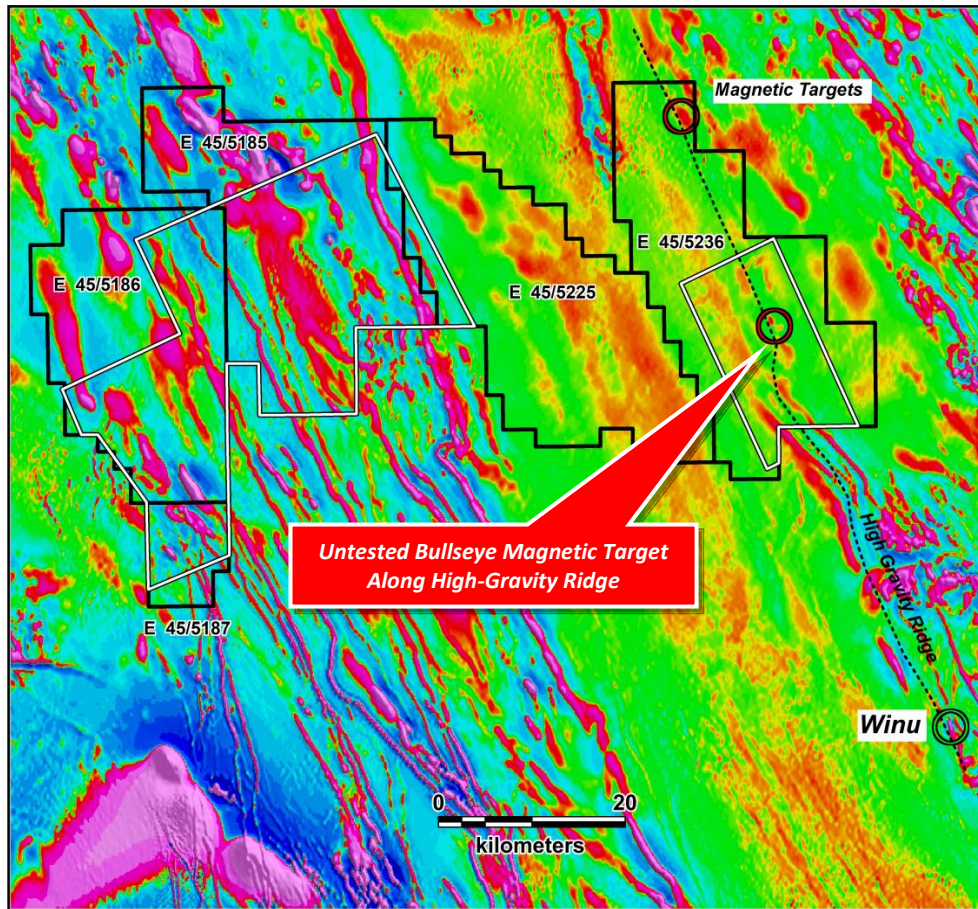 Magnetic Targets
E 45/5185
E 45/5236
E 45/5186
E 45/5225
Untested Bullseye Magnetic Target
Along High-Gravity Ridge
High Gravity Ridge
E 45/5187
Winu
0 20
kilometers